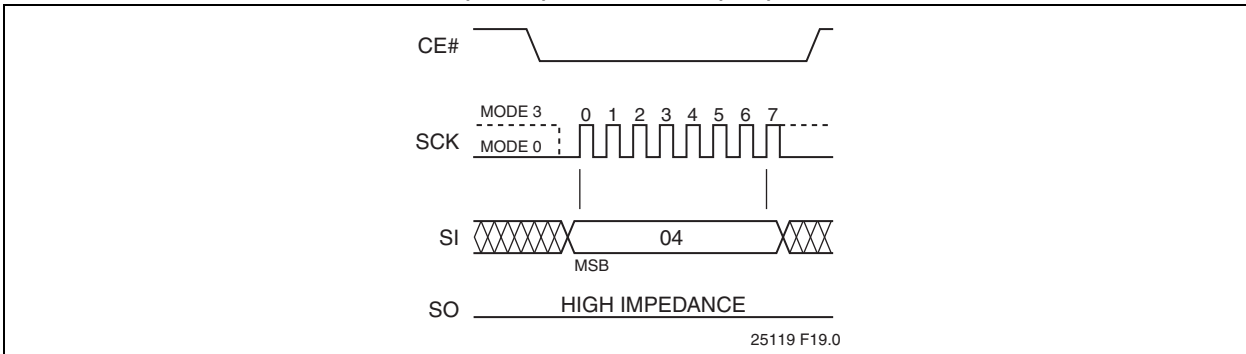 CE#
MODE 3
0 1 2 3 4 5 6 7
SCK
MODE 0
SI
04
MSB
SO
HIGH IMPEDANCE
25119 F19.0